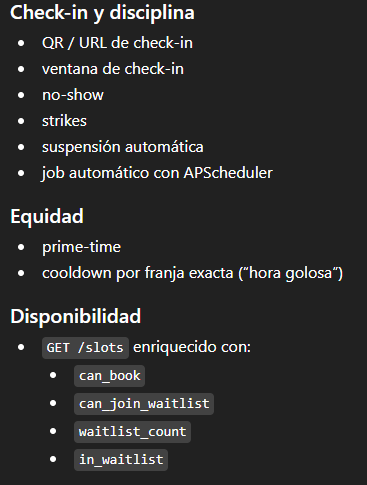 Check-in y disciplina
• QR / URL de check-in
• ventana de check-in
• no-show
• strikes
• suspensión automática
• job automático con APScheduler
Equidad
• prime-time
• cooldown por franja exacta (“hora golosa”)
Disponibilidad
• GET /slots enriquecido con:
• can_book
• can_join_waitlist
• waitlist_count
• in_waitlist